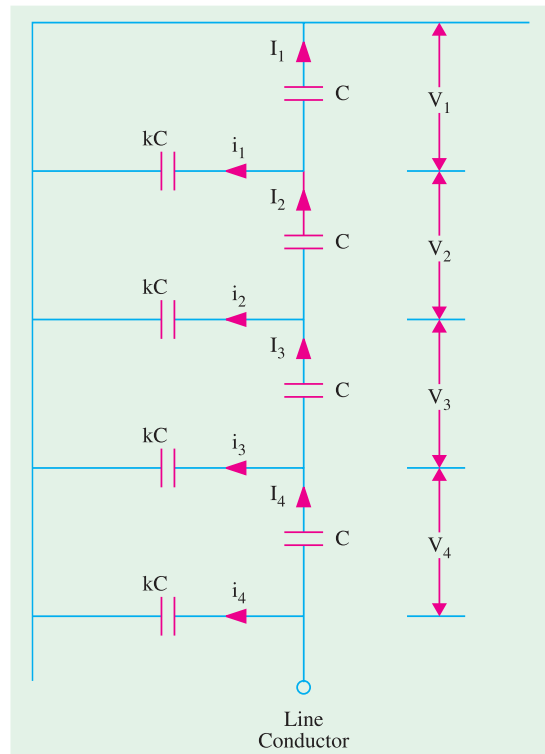 I₁
C
V₁
kC
i₁
I₂
C
V₂
kC
i₂
I₃
C
V₃
kC
i₃
I₄
C
V₄
kC
i₄
Line
Conductor